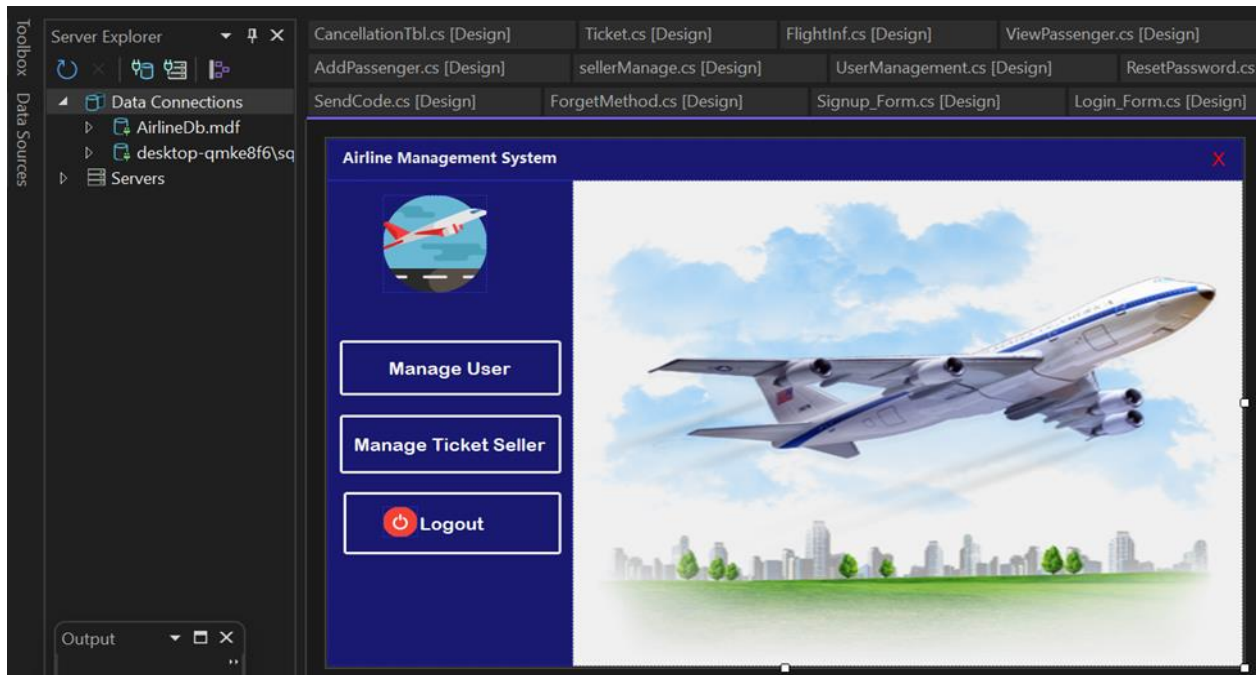 Toolbox
Data Sources
Server Explorer
Data Connections
AirlineDb.mdf
desktop-qmke8f6\sq
Servers
Output
CancellationTbl.cs [Design] Ticket.cs [Design] FlightInf.cs [Design] ViewPassenger.cs [Design]
AddPassenger.cs [Design] sellerManage.cs [Design] UserManagement.cs [Design] ResetPassword.cs
SendCode.cs [Design] ForgetMethod.cs [Design] Signup_Form.cs [Design] Login_Form.cs [Design]
Airline Management System X
Manage User
Manage Ticket Seller
Logout